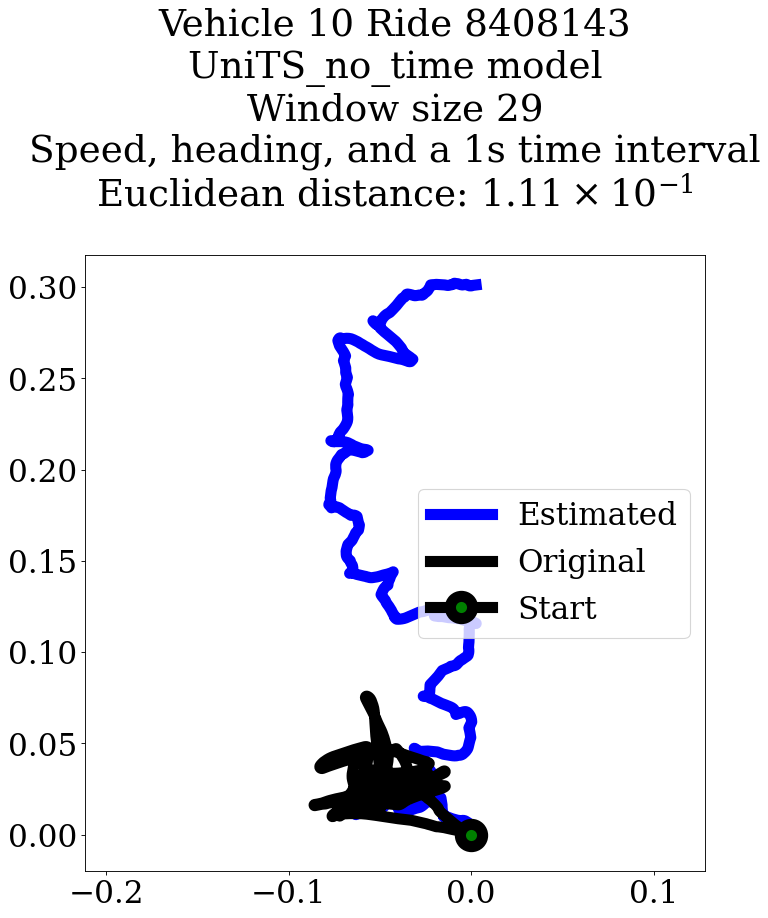 Vehicle 10 Ride 8408143
UniTS_no_time model
Window size 29
Speed, heading, and a 1s time interval
Euclidean distance: 1.11 × 10⁻¹
0.30
0.25
0.20
0.15
0.10
0.05
0.00
Estimated
Original
Start
−0.2 −0.1 0.0 0.1